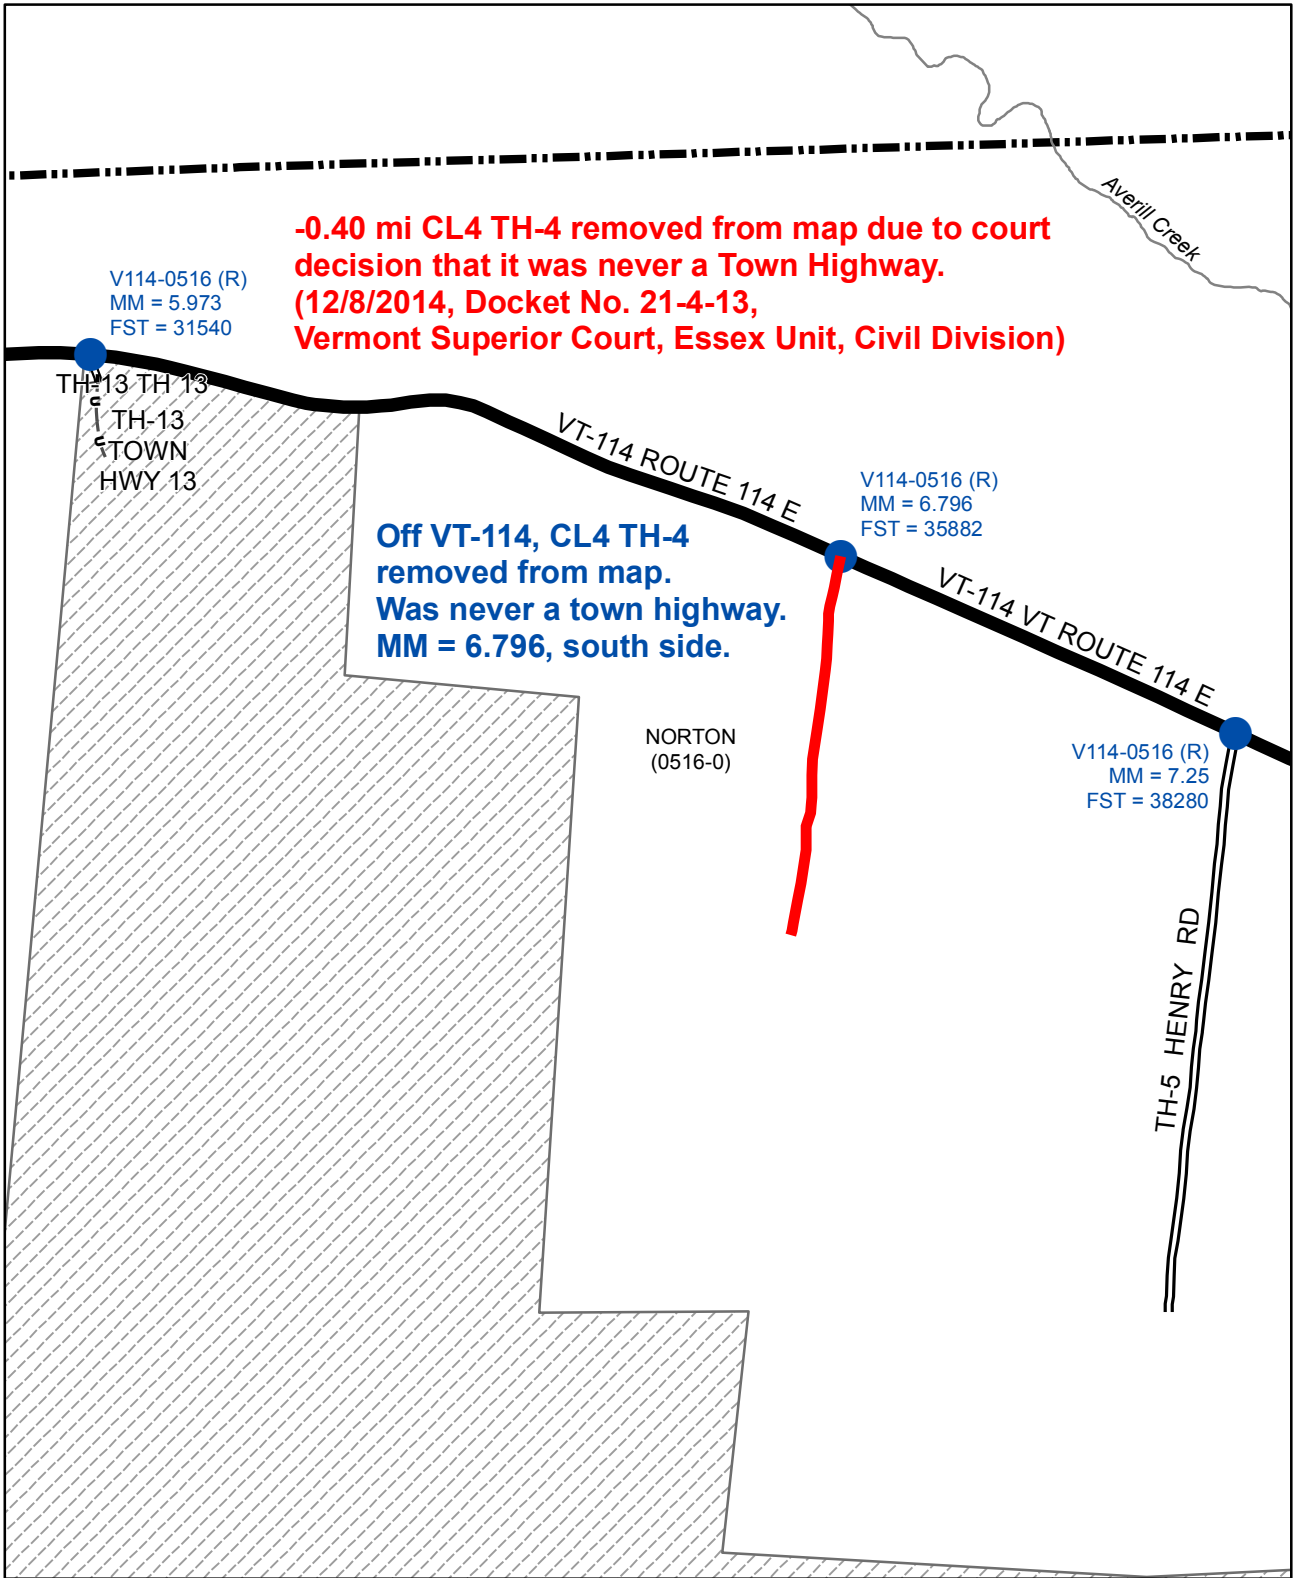 Averill Creek
-0.40 mi CL4 TH-4 removed from map due to court
decision that it was never a Town Highway.
(12/8/2014, Docket No. 21-4-13,
Vermont Superior Court, Essex Unit, Civil Division)
V114-0516 (R)
MM = 5.973
FST = 31540
TH-13 TH 13
TH-13
TOWN
HWY 13
VT-114 ROUTE 114 E
V114-0516 (R)
MM = 6.796
FST = 35882
Off VT-114, CL4 TH-4
removed from map.
Was never a town highway.
MM = 6.796, south side.
VT-114 VT ROUTE 114 E
NORTON
(0516-0)
V114-0516 (R)
MM = 7.25
FST = 38280
TH-5 HENRY RD